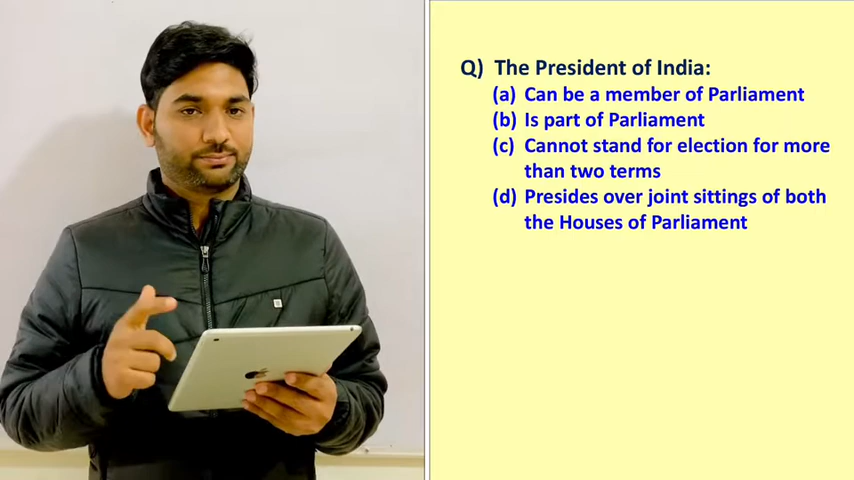 Q) The President of India:
(a) Can be a member of Parliament
(b) Is part of Parliament
(c) Cannot stand for election for more
than two terms
(d) Presides over joint sittings of both
the Houses of Parliament